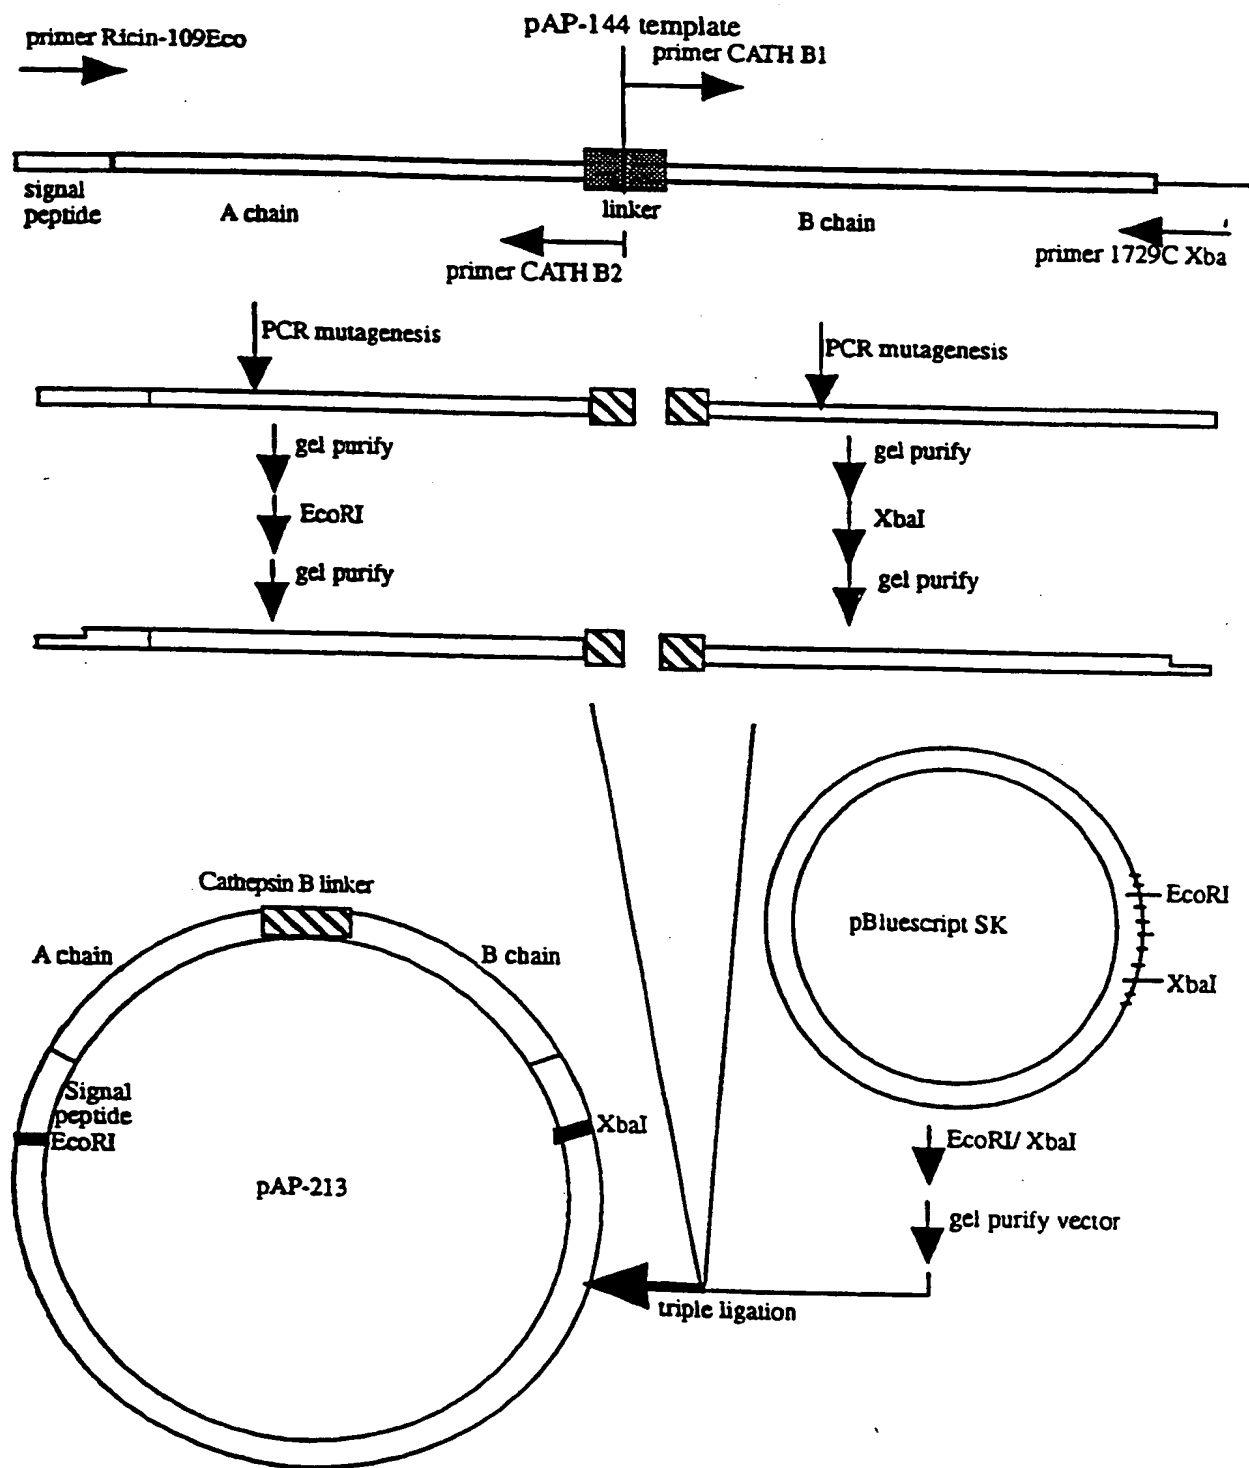 pAP-144 template
primer Ricin-109Eco
primer CATH B1
signal
peptide
A chain
linker
B chain
primer CATH B2
primer 1729C Xba
PCR mutagenesis
PCR mutagenesis
gel purify
gel purify
EcoRI
XbaI
gel purify
gel purify
Cathepsin B linker
A chain
B chain
pBluescript SK
EcoRI
XbaI
Signal
peptide
EcoRI
XbaI
pAP-213
EcoRI/ XbaI
gel purify vector
triple ligation